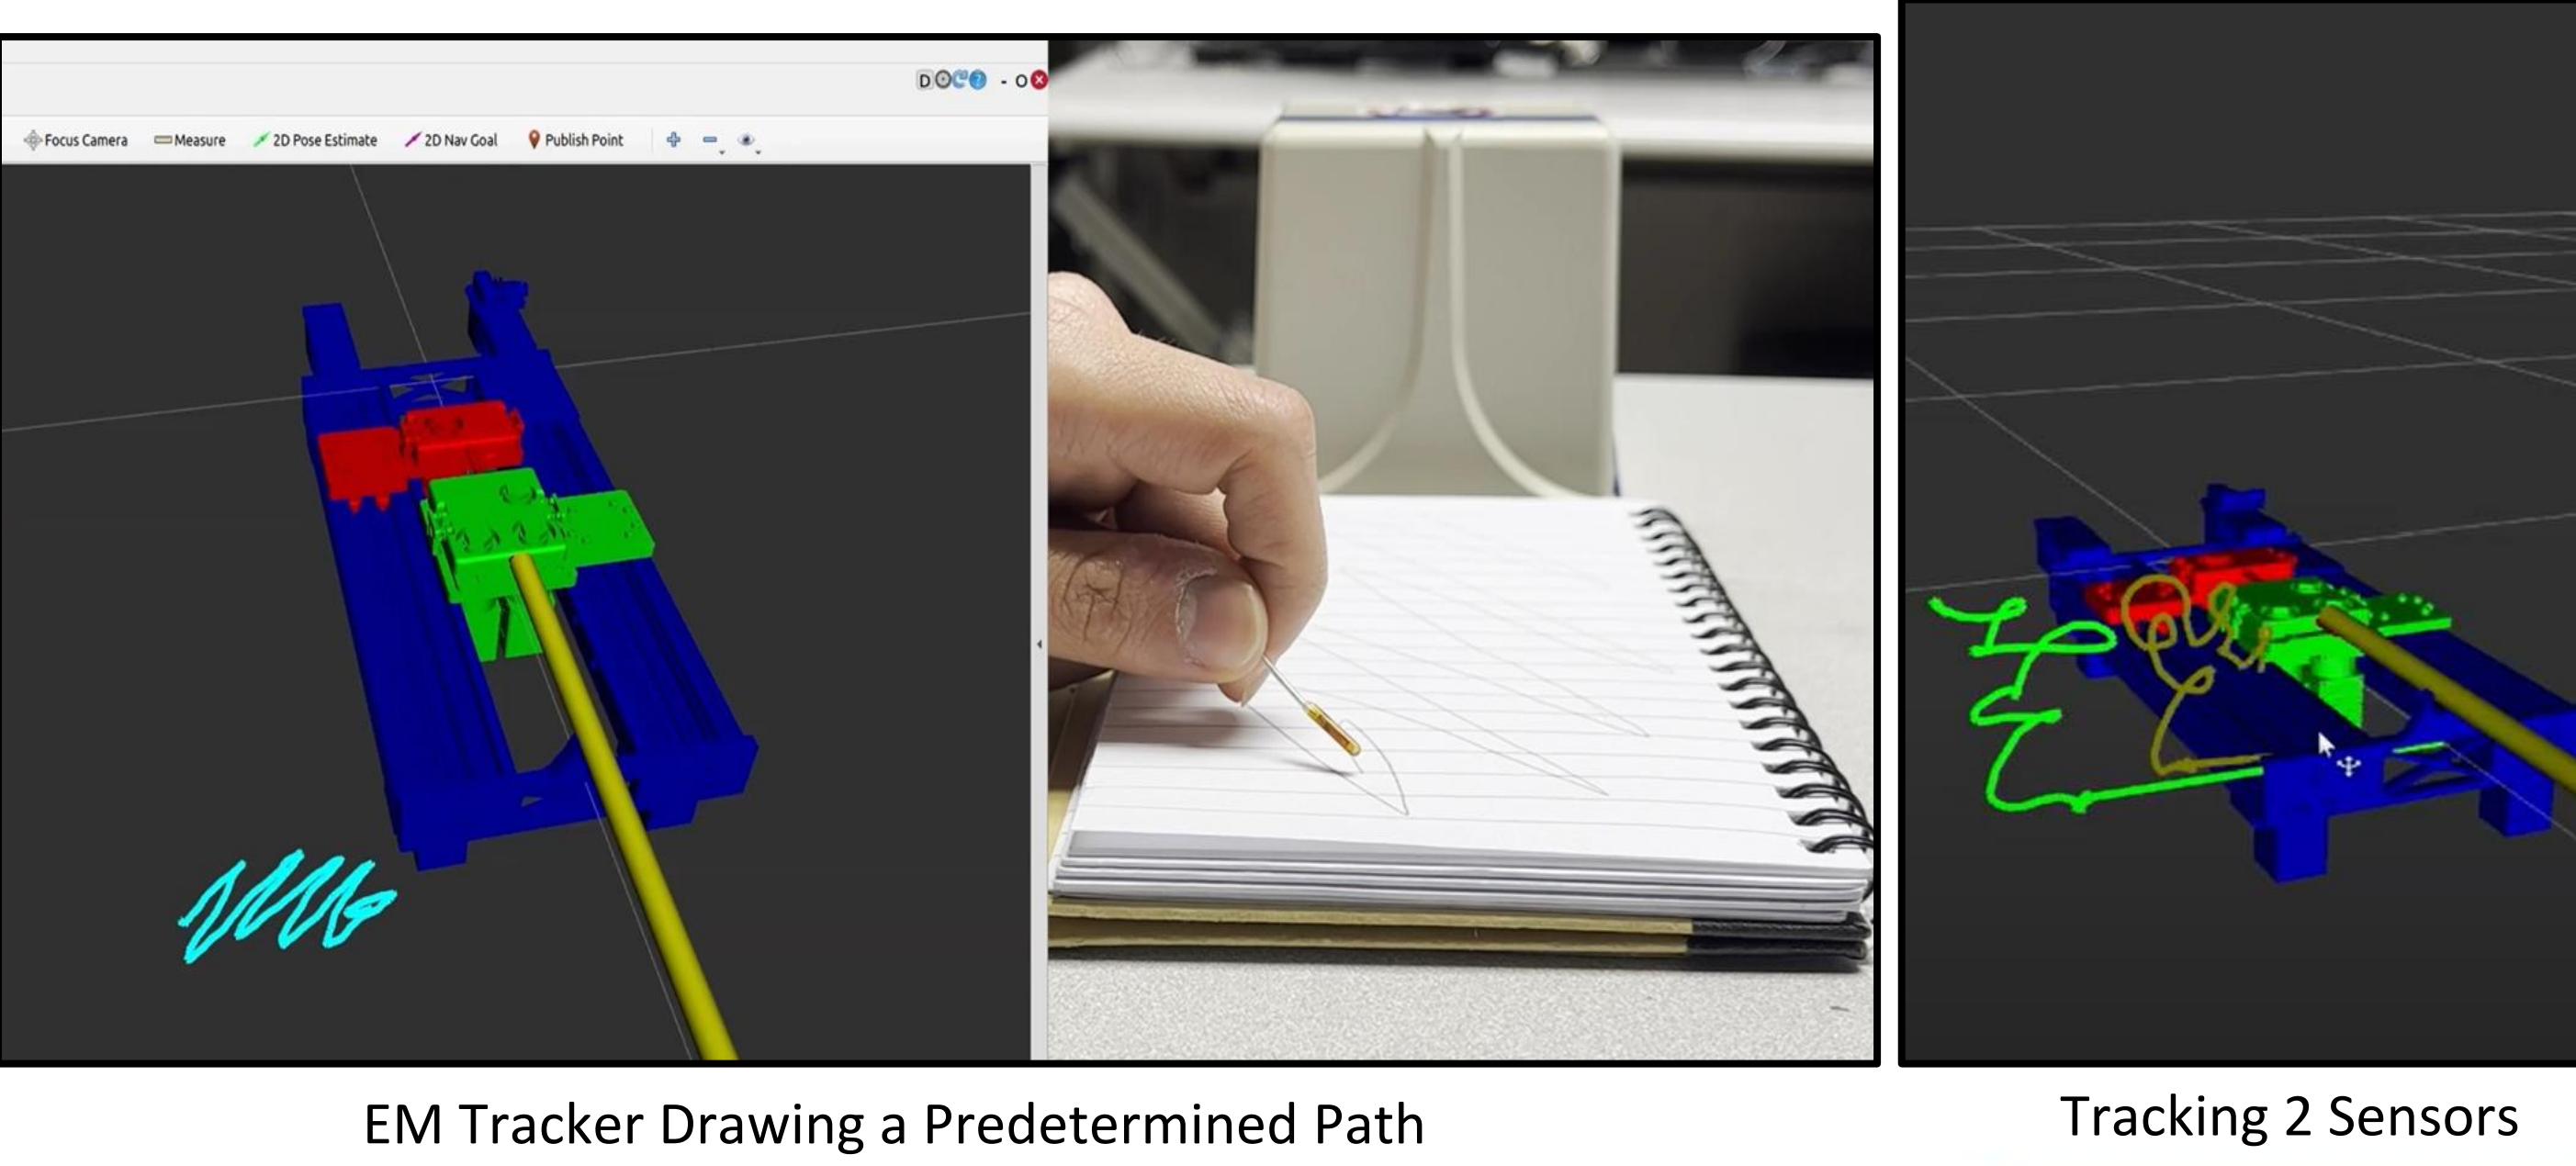 D ? - O
Focus Camera Measure 2D Pose Estimate 2D Nav Goal Publish Point
EM Tracker Drawing a Predetermined Path
Tracking 2 Sensors